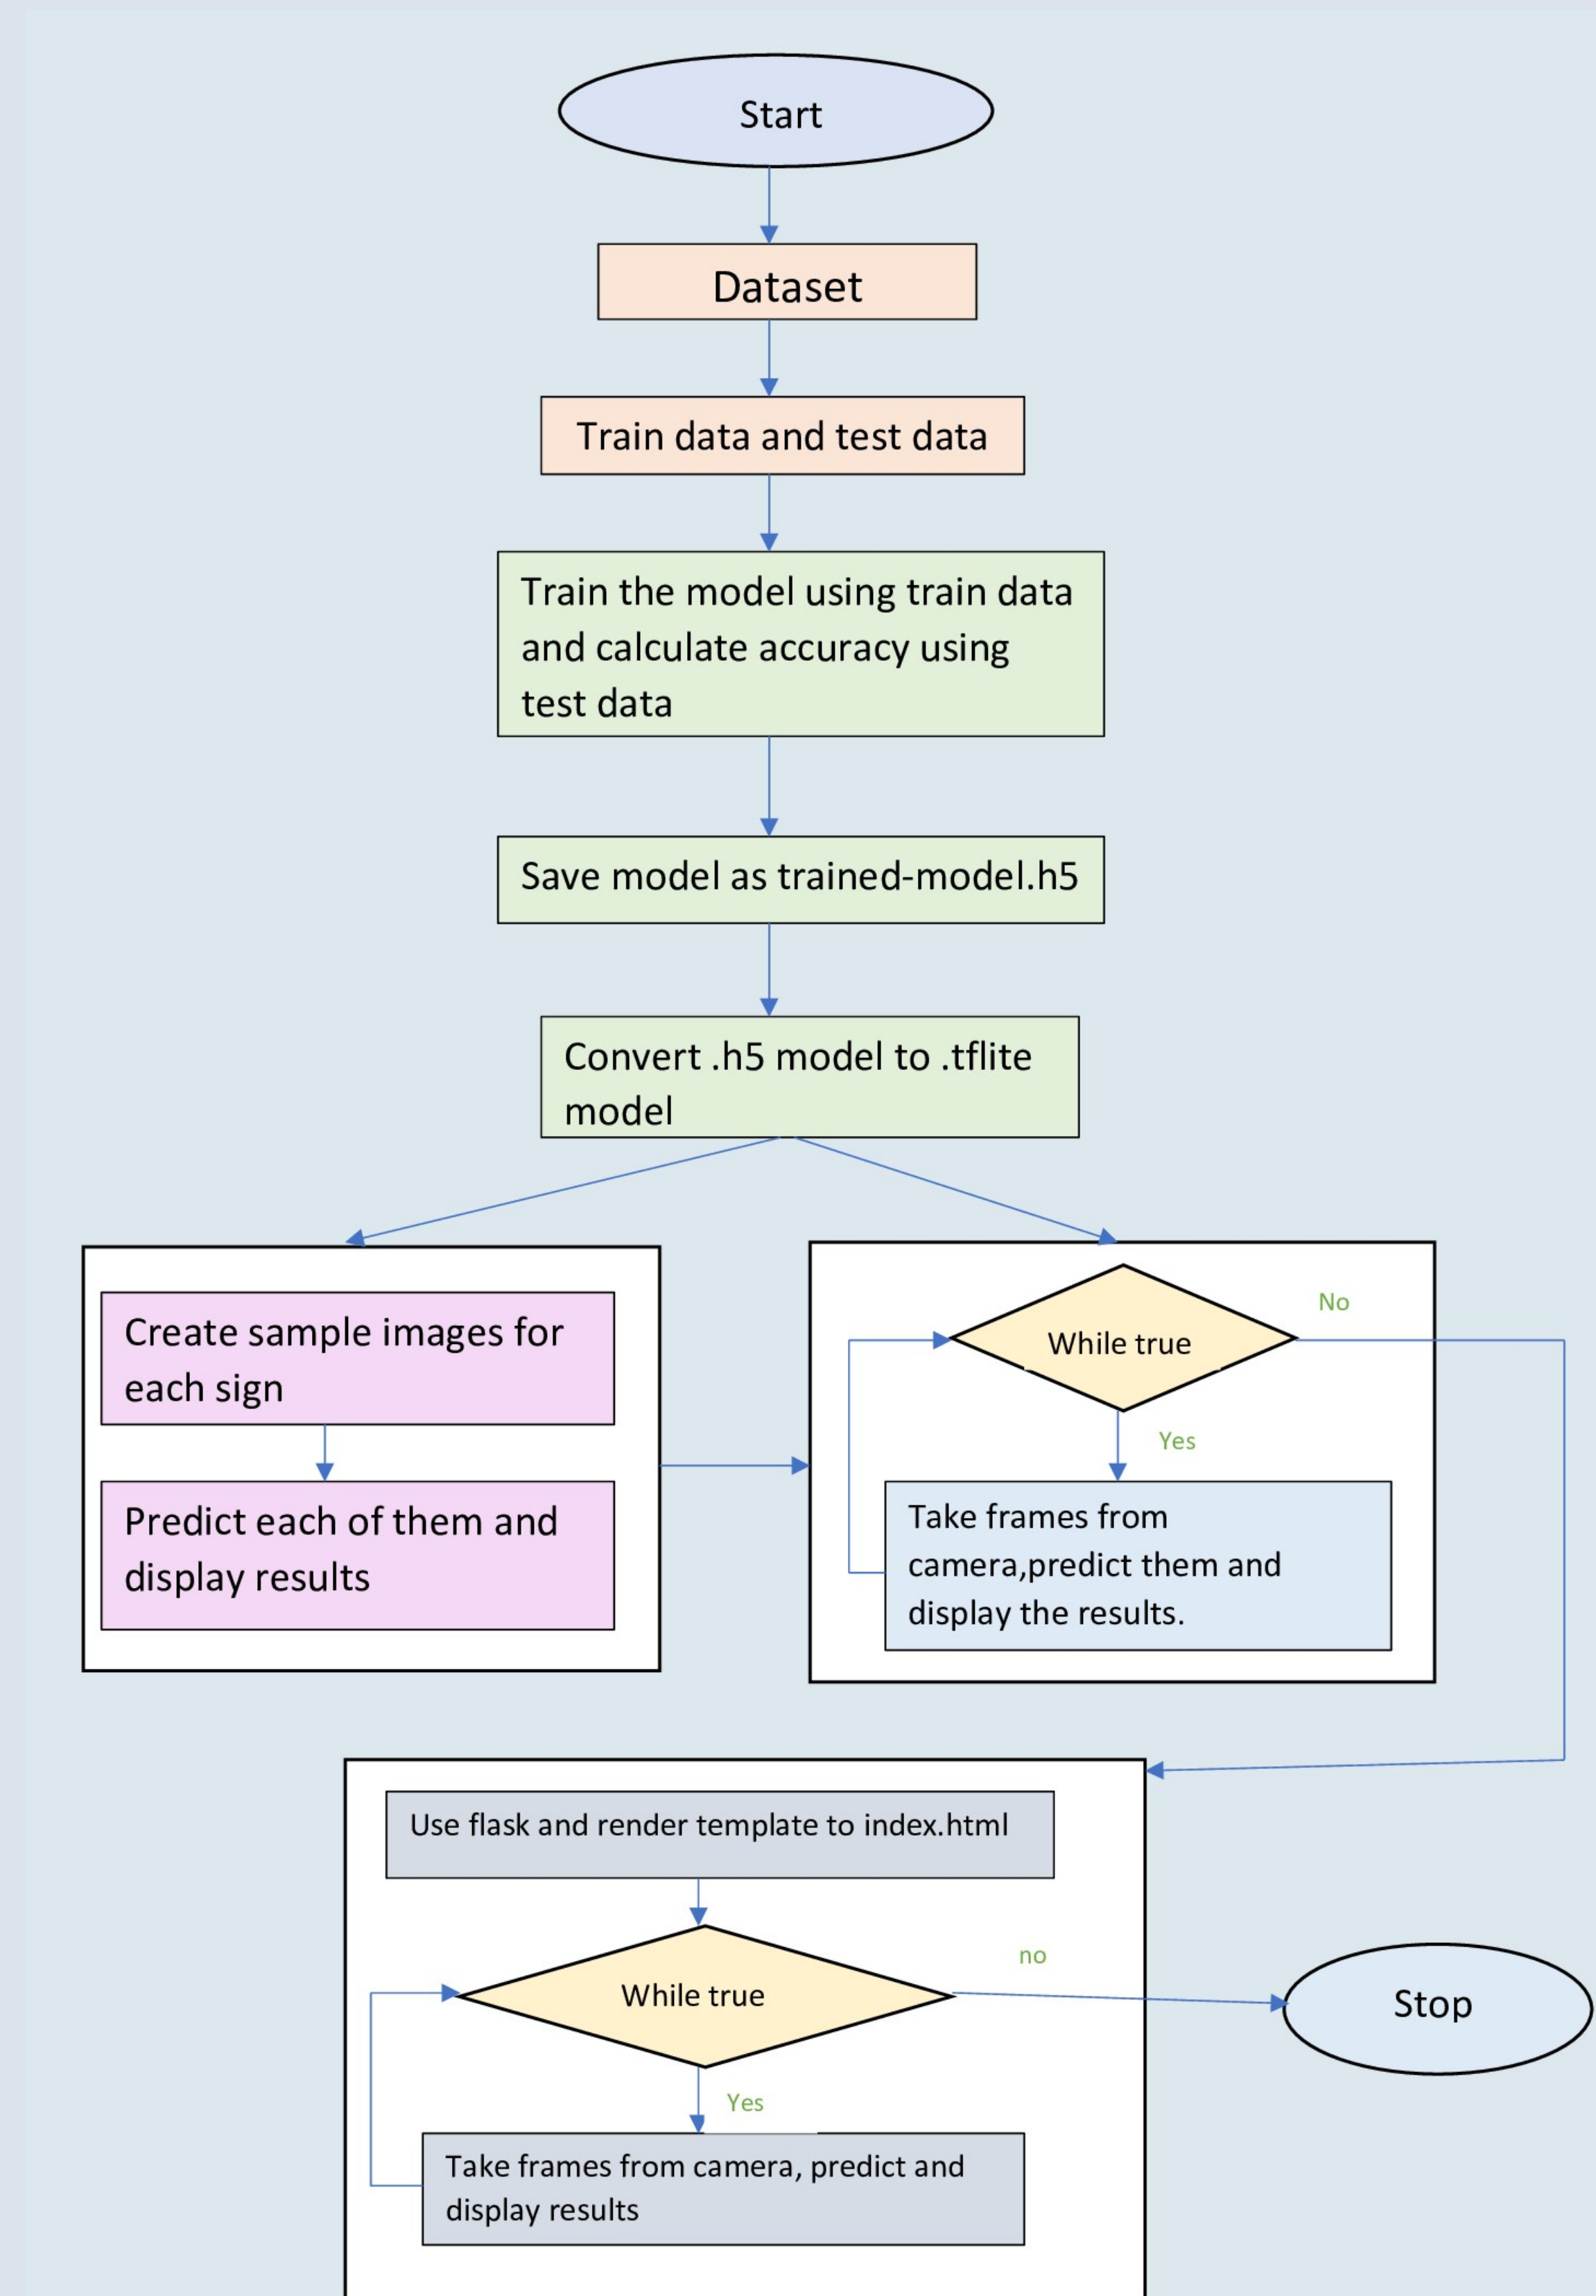 Start
Dataset
Train data and test data
Train the model using train data
and calculate accuracy using
test data
Save model as trained-model.h5
Convert .h5 model to .tflite
model
Create sample images for
each sign
Predict each of them and
display results
While true
No
Yes
Take frames from
camera,predict them and
display the results.
Use flask and render template to index.html
While true
no
Stop
Yes
Take frames from camera, predict and
display results